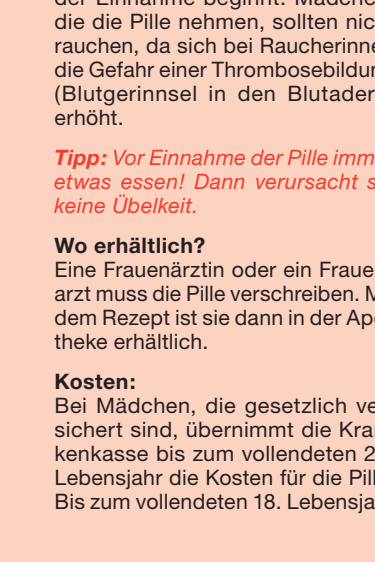 der Einnahme beginnt. Mädche
die die Pille nehmen, sollten nic
rauchen, da sich bei Raucherinne
die Gefahr einer Thrombosebildu
(Blutgerinnsel in den Blutader
erhöht.
Tipp: Vor Einnahme der Pille imm
etwas essen! Dann verursacht s
keine Übelkeit.
Wo erhältlich?
Eine Frauenärztin oder ein Fraue
arzt muss die Pille verschreiben. M
dem Rezept ist sie dann in der Apo
theke erhältlich.
Kosten:
Bei Mädchen, die gesetzlich ve
sichert sind, übernimmt die Kra
kenkasse bis zum vollendeten 2
Lebensjahr die Kosten für die Pill
Bis zum vollendeten 18. Lebensja